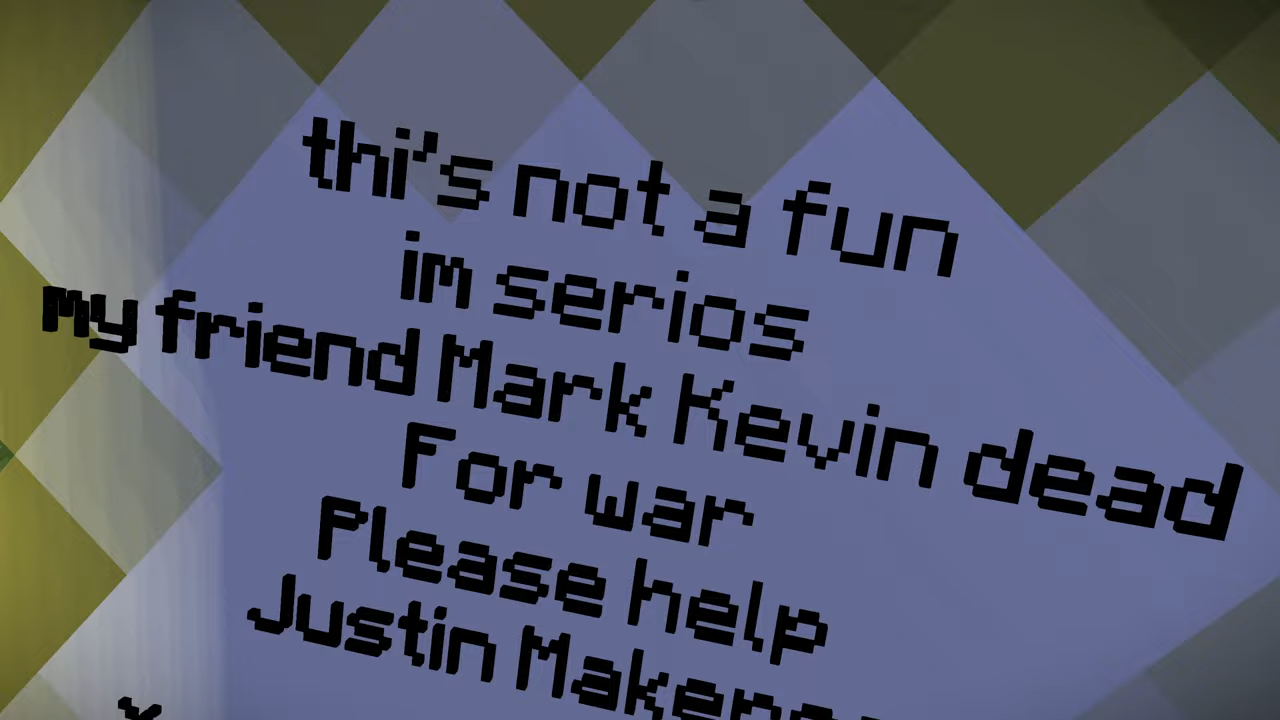 thi's not a fun
im serios
my friend Mark Kevin dead
For war
Please help
Justin